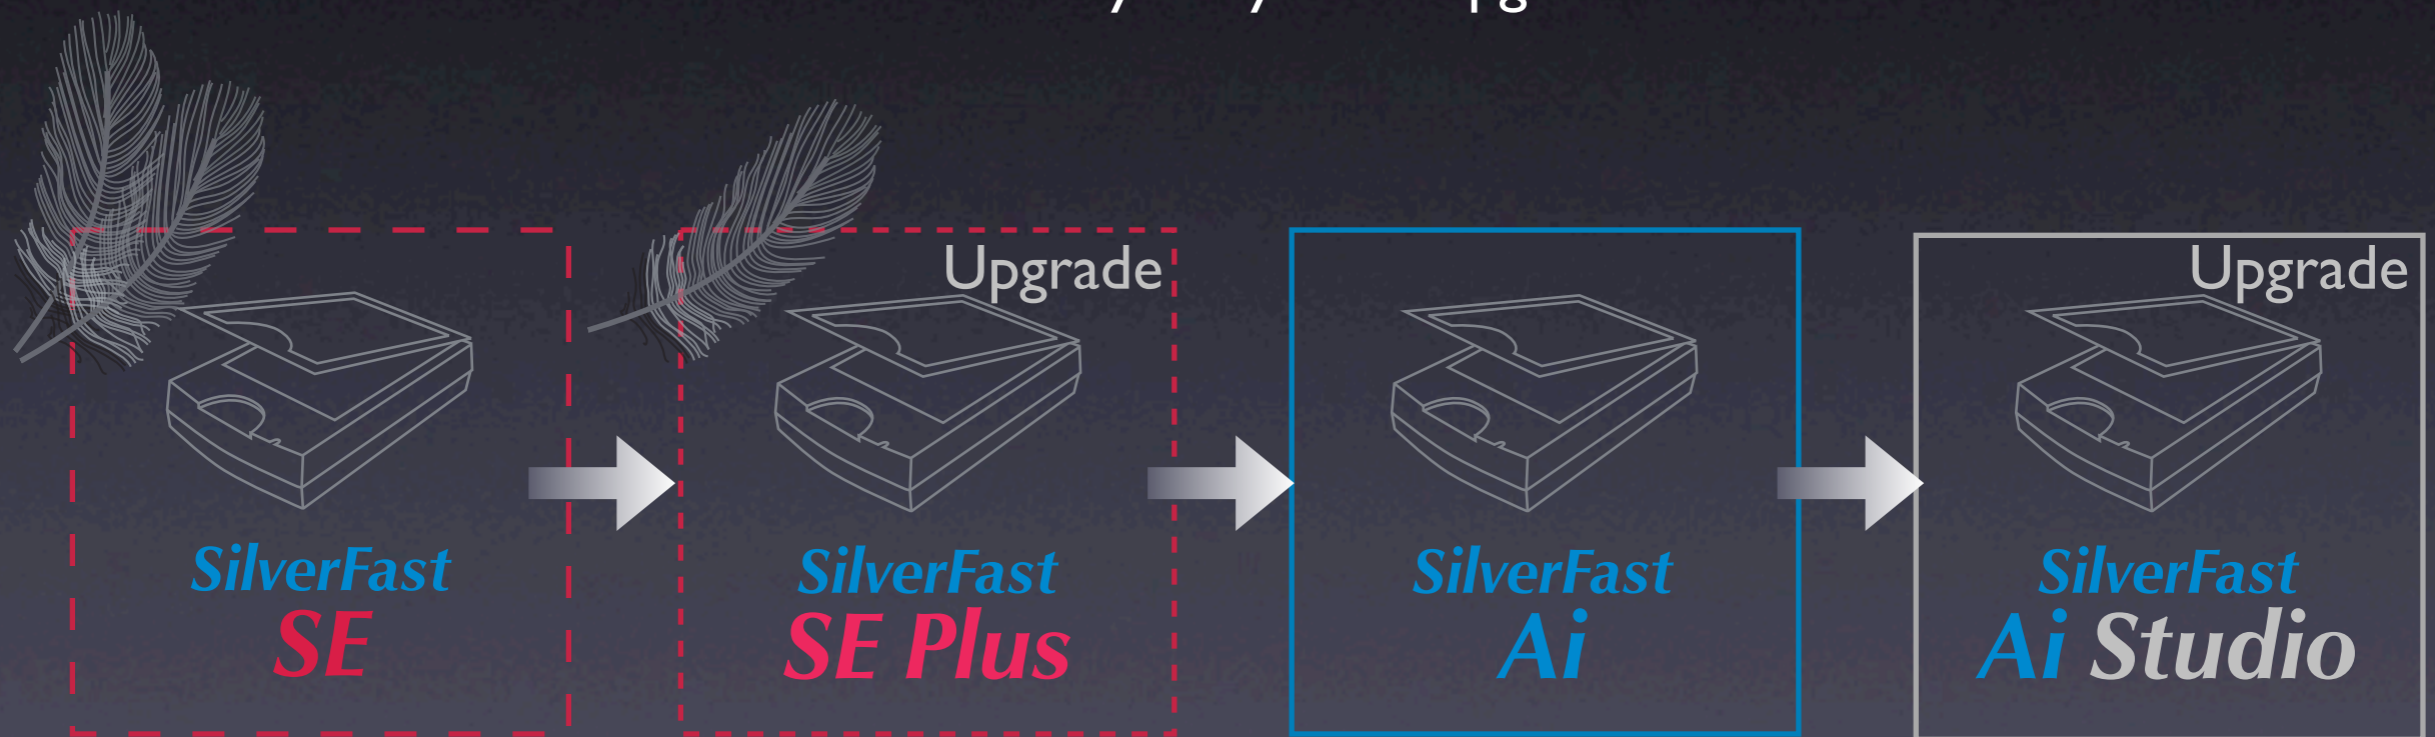 Upgrade
Upgrade
SilverFast
SE
SilverFast
SE Plus
SilverFast
Ai
SilverFast
Ai Studio